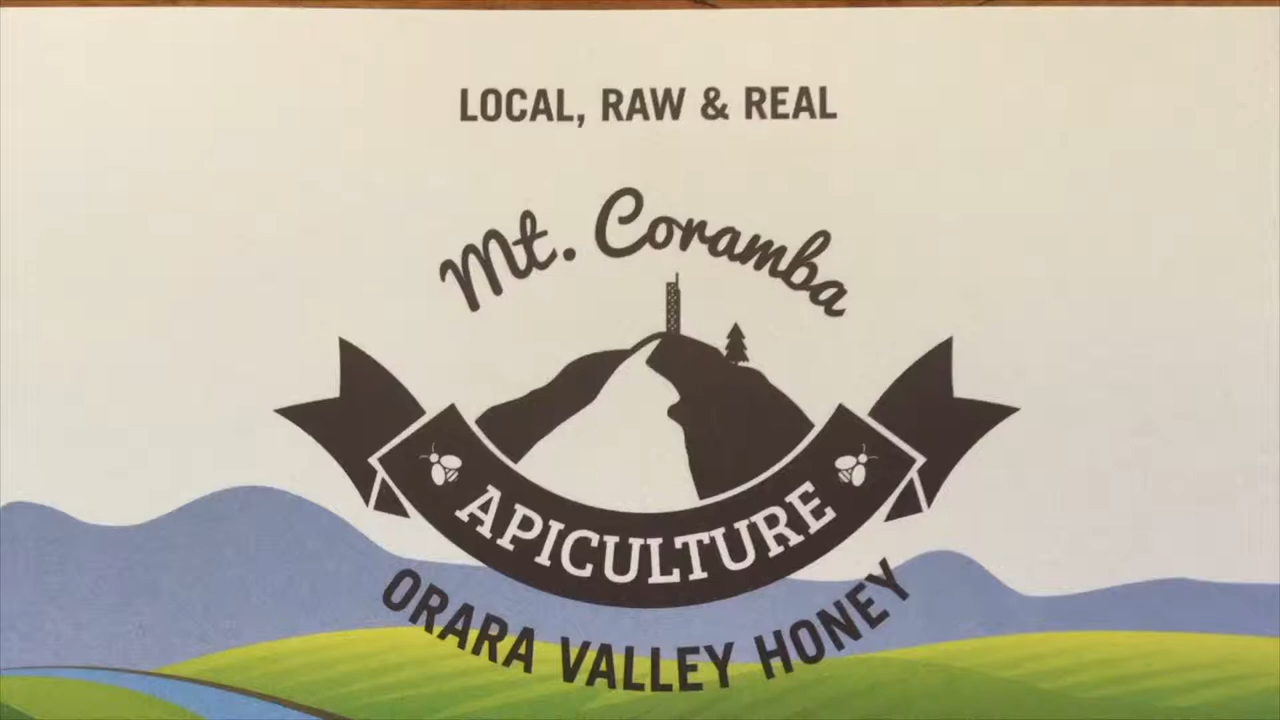 LOCAL, RAW & REAL
Mt. Coramba
APICULTURE
ORARA VALLEY HONEY